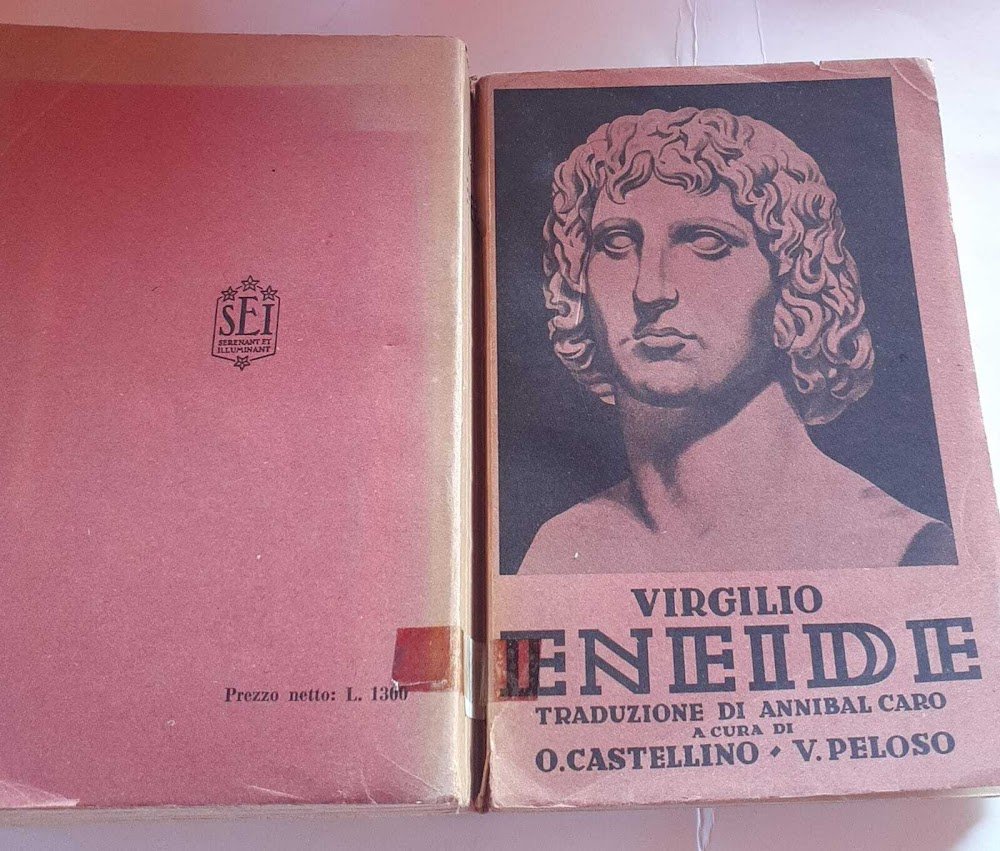 SEI
SERENANT ET
ILLUMINANT
Prezzo netto: L. 1300
VIRGILIO
ENEIDE
TRADUZIONE DI ANNIBAL CARO
A CURA DI
O. CASTELLINO • V. PELOSO